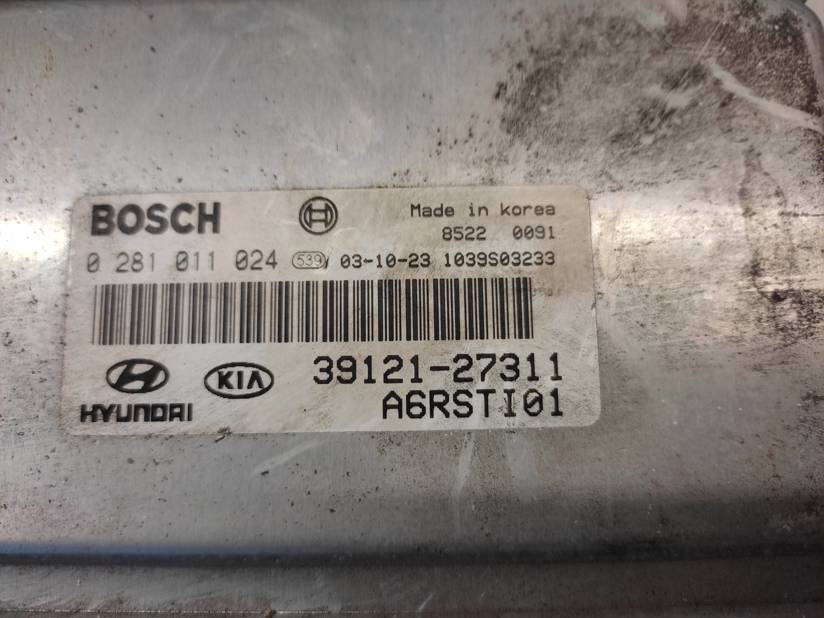 BOSCH
Made in korea
8522 0091
0 281 011 024 539 03-10-23 1039S03233
HYUNDAI
KIA
39121-27311
A6RSTI01